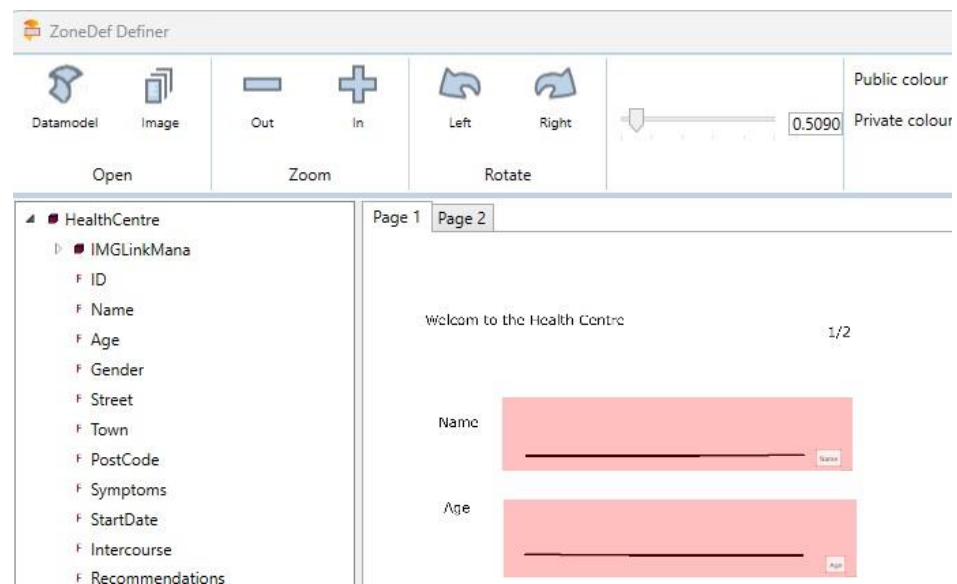 ZoneDef Definer
Datamodel Image Out In Left Right
0.5090
Public colour
Private colour
Open Zoom Rotate
HealthCentre
IMGLinkMana
F ID
F Name
F Age
F Gender
F Street
F Town
F PostCode
F Symptoms
F StartDate
F Intercourse
F Recommendations
Page 1 Page 2
Welcom to the Health Centre
1/2
Name
Name
Age
Age